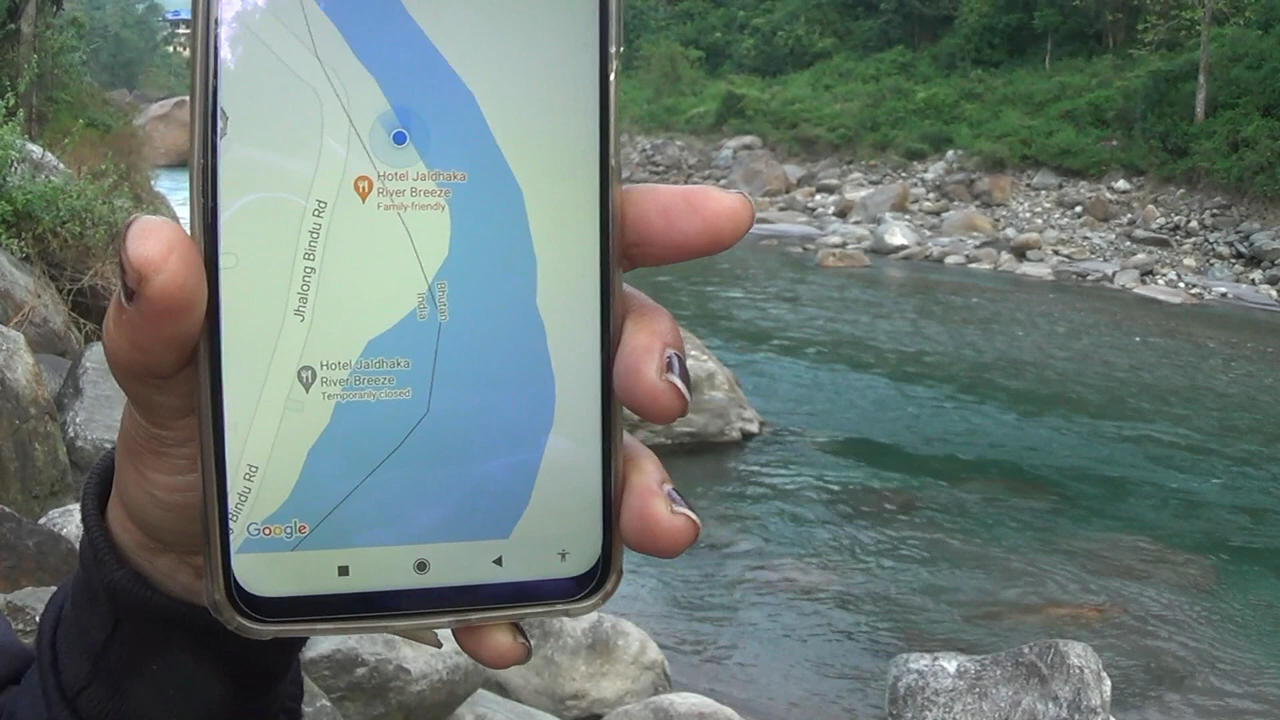 Hotel Jaldhaka
River Breeze
Family-friendly
Jhalong Bindu Rd
Bhutan
India
Hotel Jaldhaka
River Breeze
Temporarily closed
Bindu Rd
Google